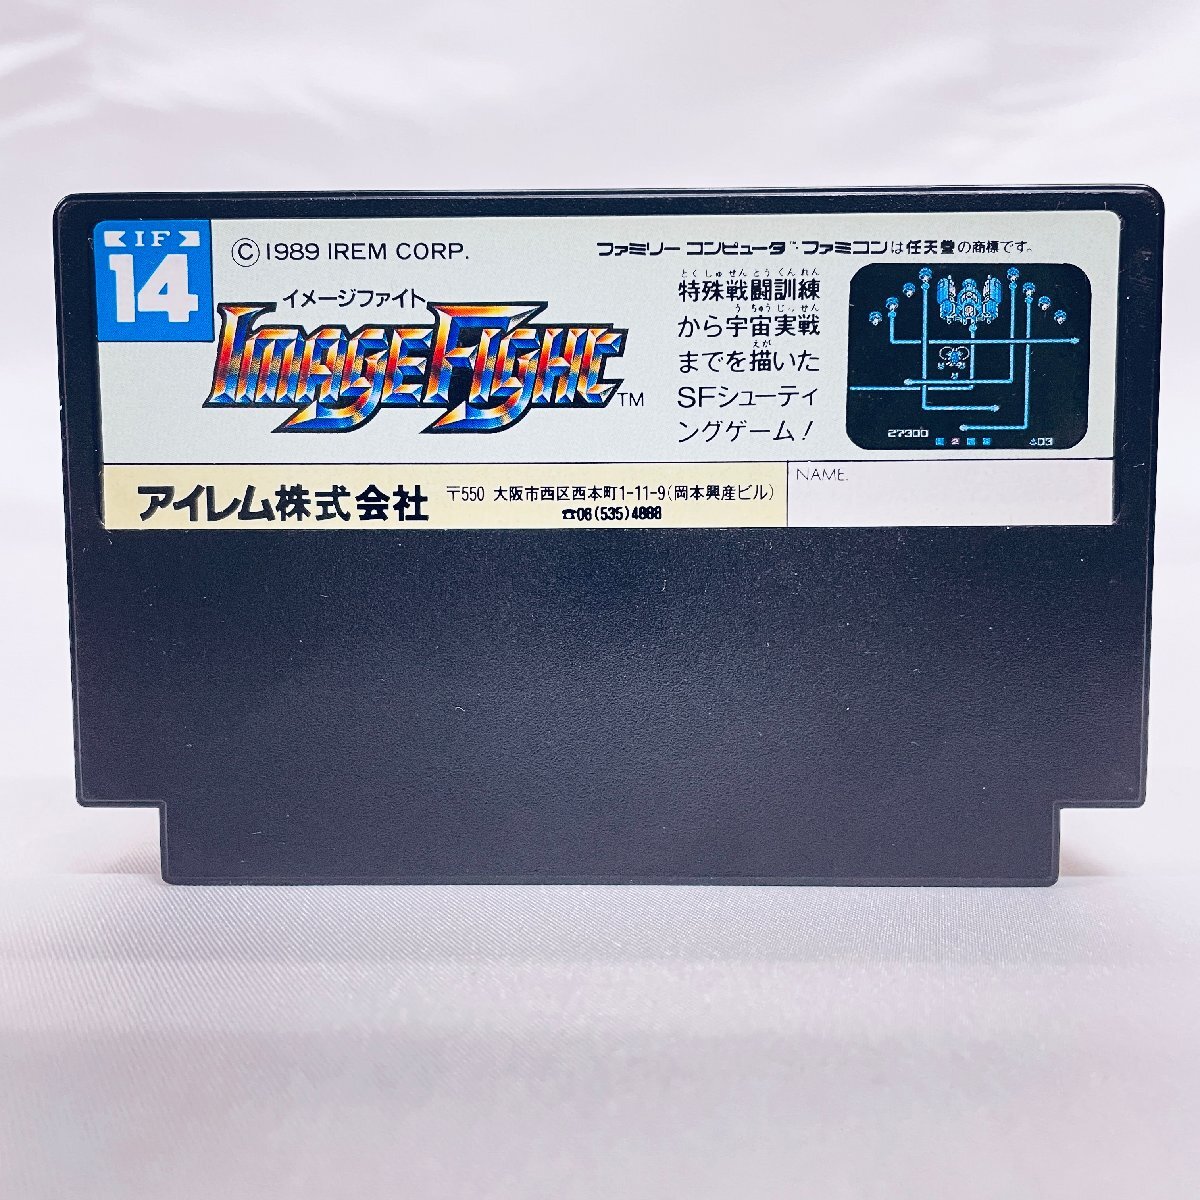 IF
14
©1989 IREM CORP.
ファミリーコンピュータ™・ファミコンは任天堂の商標です。
イメージファイト
IMAGEFIGHT™
とくしゅせんとうくんれん
特殊戦闘訓練
うちゅうじっせん
から宇宙実戦
えが
までを描いた
SFシューティ
ングゲーム!
27300
03
アイレム株式会社
〒550 大阪市西区西本町1-11-9(岡本興産ビル)
☎06(535)4888
NAME.